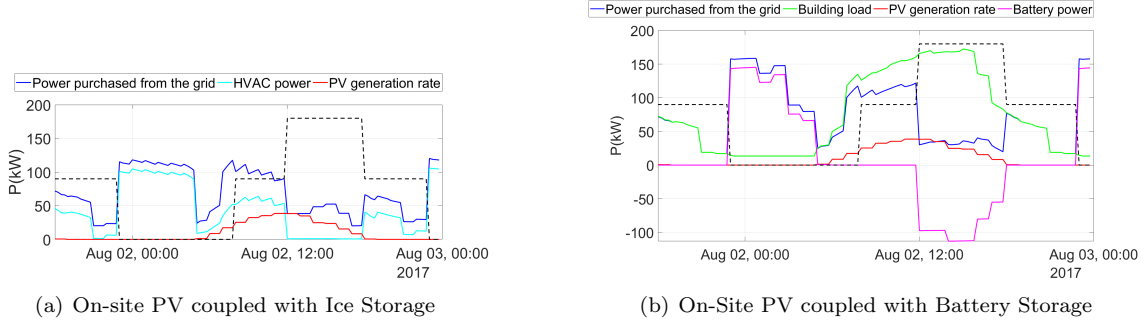 Power purchased from the grid HVAC power PV generation rate
200
150
100
50
0
P(kW)
Aug 02, 00:00 Aug 02, 12:00 Aug 03, 00:00
2017
(a) On-site PV coupled with Ice Storage
Power purchased from the grid Building load PV generation rate Battery power
200
150
100
50
0
-50
-100
P(kW)
Aug 02, 00:00 Aug 02, 12:00 Aug 03, 00:00
2017
(b) On-Site PV coupled with Battery Storage